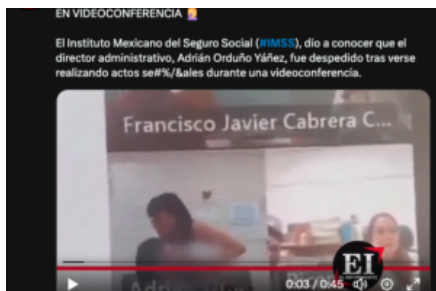 EN VIDEOCONFERENCIA
El Instituto Mexicano del Seguro Social (#IMSS), dio a conocer que el
director administrativo, Adrián Orduño Yáñez, fue despedido tras verse
realizando actos se#%/&ales durante una videoconferencia.
Francisco Javier Cabrera C...
EI
0:03 / 0:45